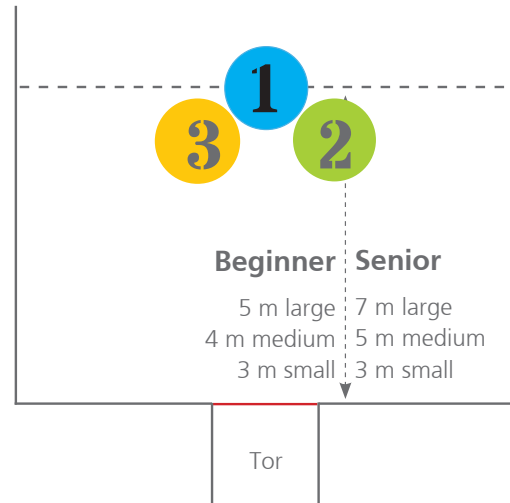 1
3 2
Beginner Senior
5 m large 7 m large
4 m medium 5 m medium
3 m small 3 m small
Tor